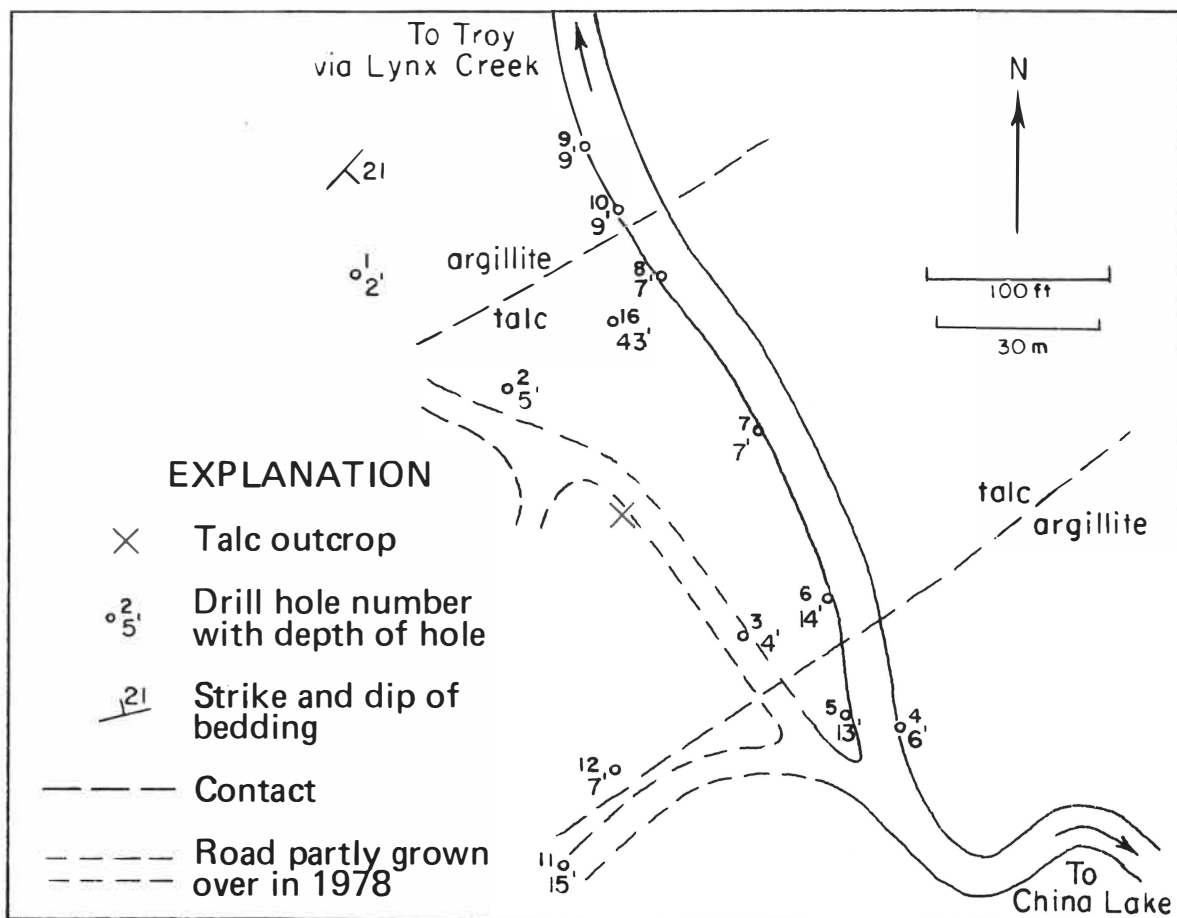 To Troy
via Lynx Creek
N
9
9'
21
10
9'
1
2'
argillite
8
7'
talc
16
43'
100 ft
30 m
2
5'
7
7'
EXPLANATION
talc
argillite
Talc outcrop
2
5'
Drill hole number
with depth of hole
6
14'
3
4'
21
Strike and dip of
bedding
5
13'
4
6'
12
7'
Contact
Road partly grown
over in 1978
11
15'
To
China Lake